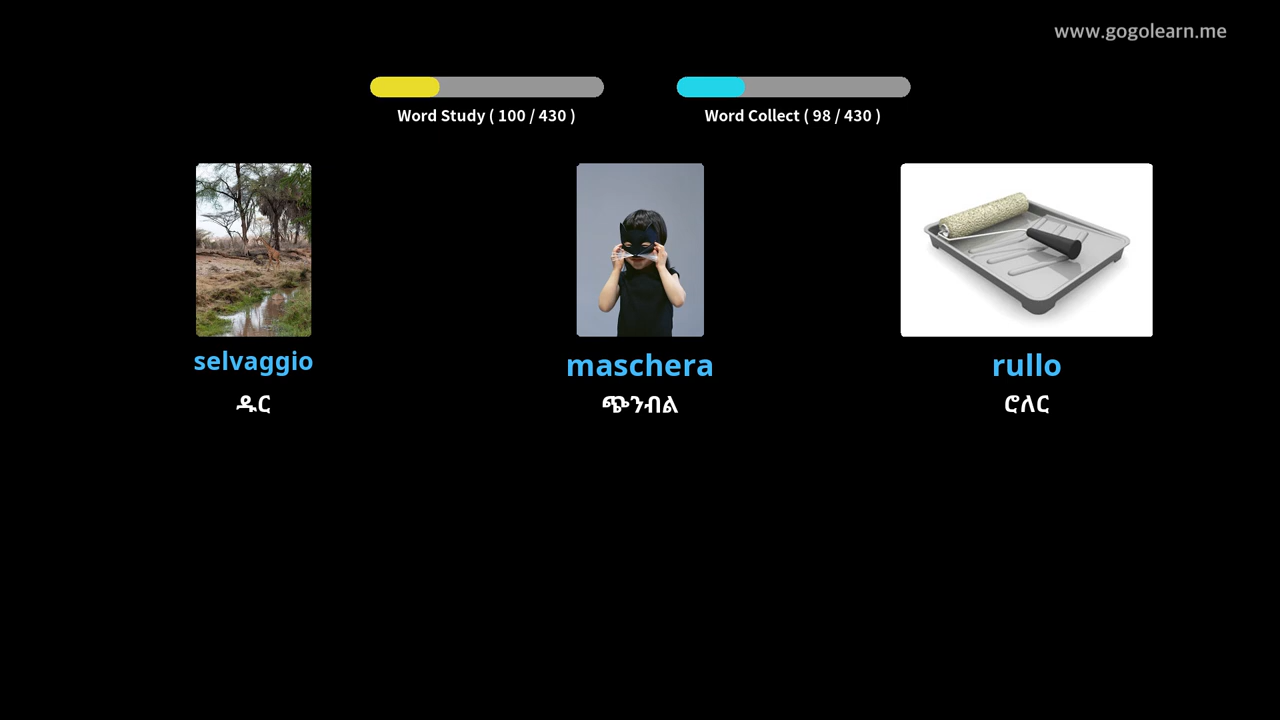 www.gogolearn.me
Word Study ( 100 / 430 )
Word Collect ( 98 / 430 )
selvaggio
maschera
rullo
ዱር
ጭንብል
ሮለር